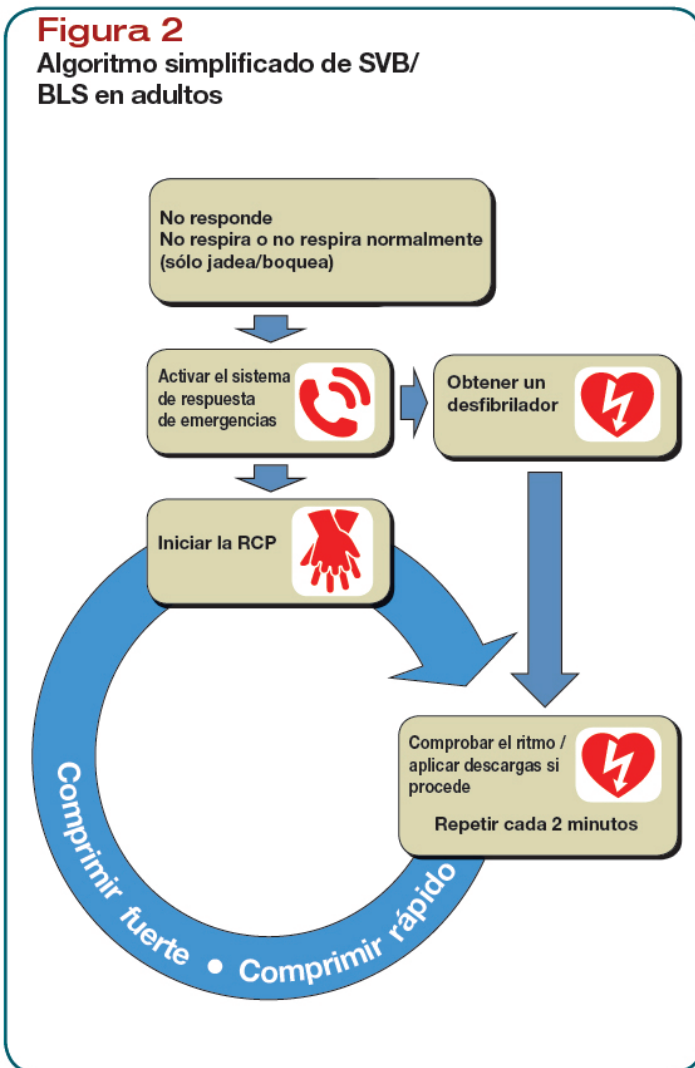 Figura 2
Algoritmo simplificado de SVB/
BLS en adultos
No responde
No respira o no respira normalmente
(sólo jadea/boquea)
Activar el sistema
de respuesta
de emergencias
Obtener un
desfibrilador
Iniciar la RCP
Comprobar el ritmo /
aplicar descargas si
procede
Repetir cada 2 minutos
Comprimir fuerte • Comprimir rápido